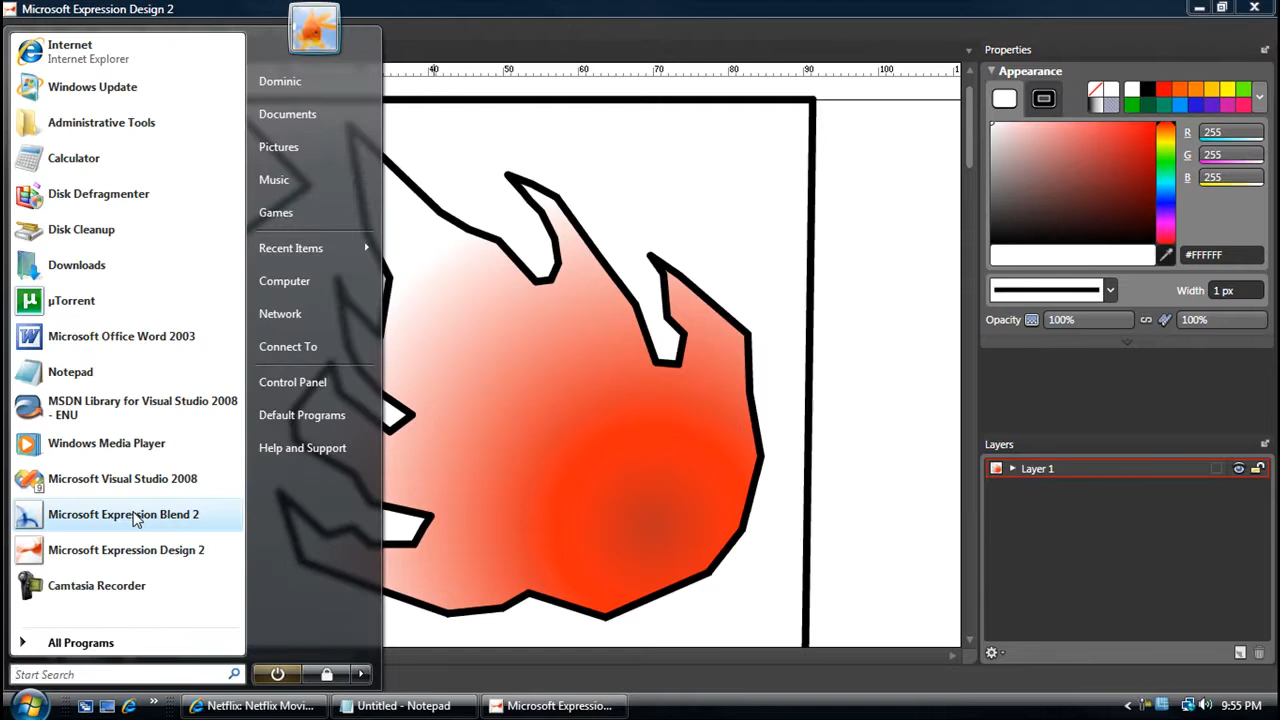 Microsoft Expression Design 2
Internet
Internet Explorer
Windows Update
Administrative Tools
Calculator
Disk Defragmenter
Disk Cleanup
Downloads
µTorrent
Microsoft Office Word 2003
Notepad
MSDN Library for Visual Studio 2008
- ENU
Windows Media Player
Microsoft Visual Studio 2008
Microsoft Expression Blend 2
Microsoft Expression Design 2
Camtasia Recorder
All Programs
Start Search
Dominic
Documents
Pictures
Music
Games
Recent Items
Computer
Network
Connect To
Control Panel
Default Programs
Help and Support
40 50 60 70 80 90 100 1
Properties
Appearance
R 255
G 255
B 255
#FFFFFF
Width 1 px
Opacity 100% 100%
Layers
Layer 1
Netflix: Netflix Movi...
Untitled - Notepad
Microsoft Expressio...
9:55 PM